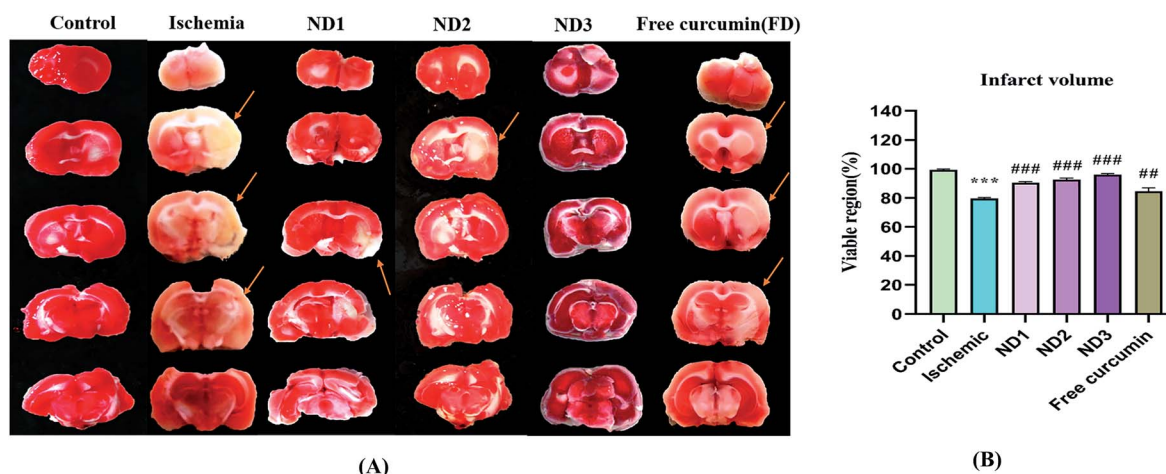 Control Ischemia ND1 ND2 ND3 Free curcumin(FD)
(A)
Infarct volume
Viable region(%)
140
120
100
80
60
40
20
0
***
###
###
###
##
Control
Ischemic
ND1
ND2
ND3
Free curcumin
(B)